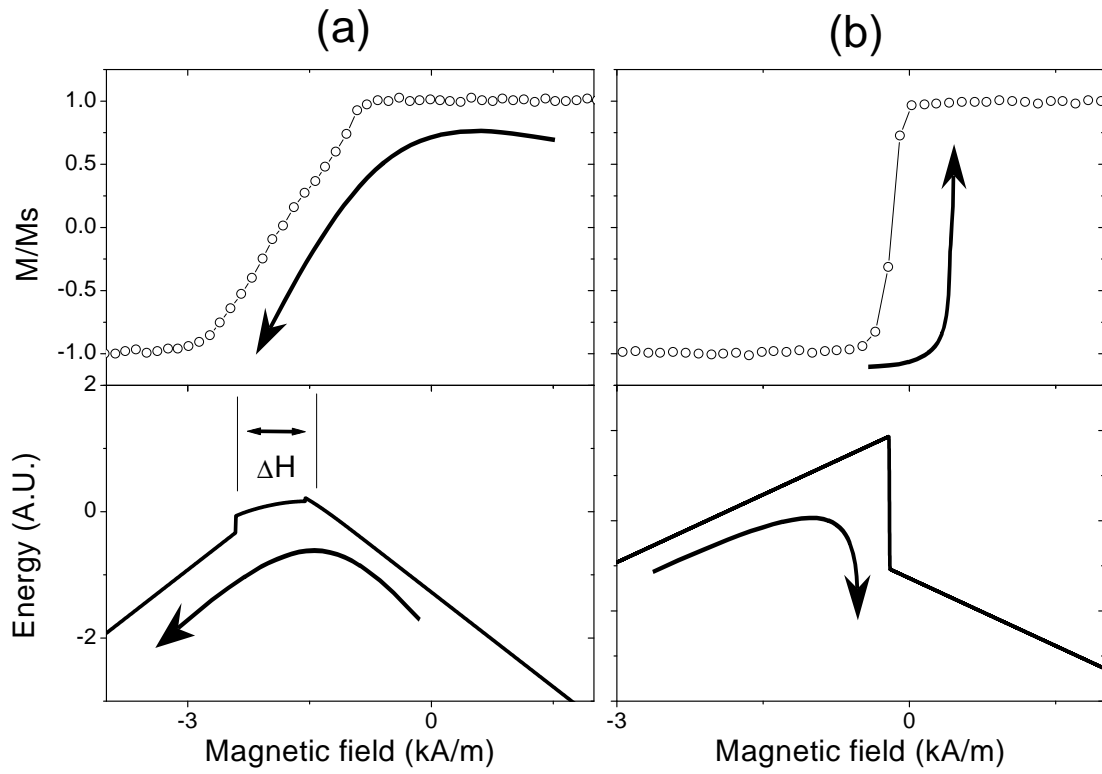 (a)
(b)
1.0
0.5
0.0
-0.5
-1.0
M/Ms
2
0
-2
Energy (A.U.)
ΔH
-3
0
Magnetic field (kA/m)
-3
0
Magnetic field (kA/m)